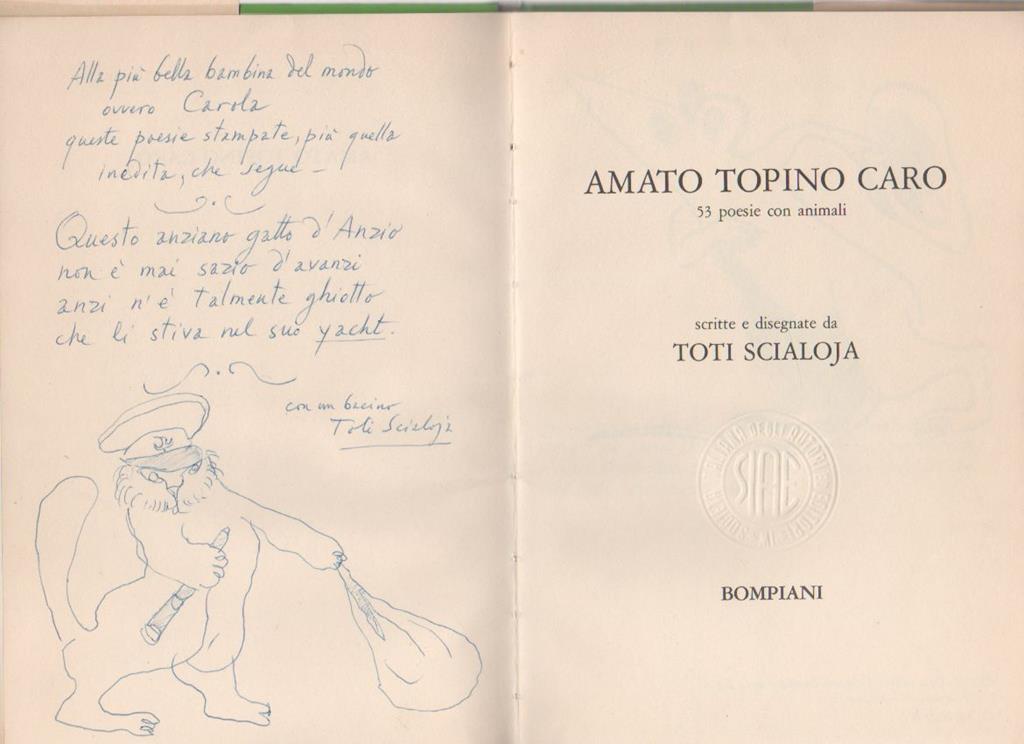 Alla più bella bambina del mondo
ovvero Carola
queste poesie stampate, più quella
inedita, che segue –
Questo anziano gatto d'Anzio
non è mai sazio d'avanzi
anzi n'è talmente ghiotto
che li stiva nel suo yacht.
con un bacino
Toti Scialoja
AMATO TOPINO CARO
53 poesie con animali
scritte e disegnate da
TOTI SCIALOJA
SIAE
BOMPIANI